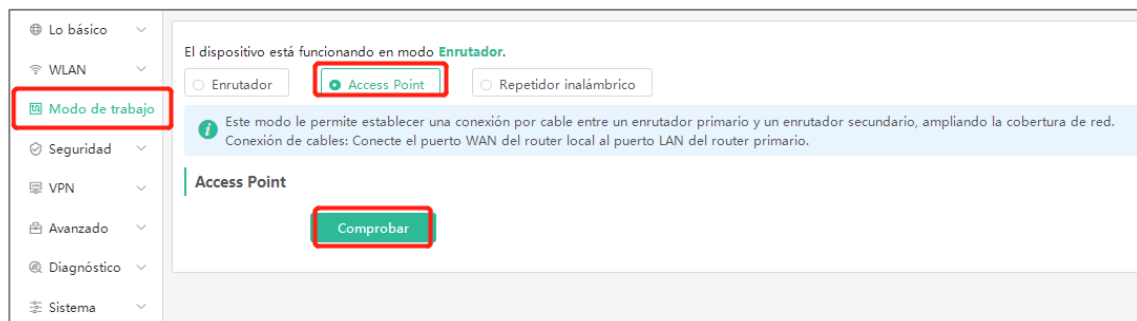 Lo básico
WLAN
Modo de trabajo
Seguridad
VPN
Avanzado
Diagnóstico
Sistema
El dispositivo está funcionando en modo Enrutador.
Enrutador
Access Point
Repetidor inalámbrico
Este modo le permite establecer una conexión por cable entre un enrutador primario y un enrutador secundario, ampliando la cobertura de red.
Conexión de cables: Conecte el puerto WAN del router local al puerto LAN del router primario.
Access Point
Comprobar